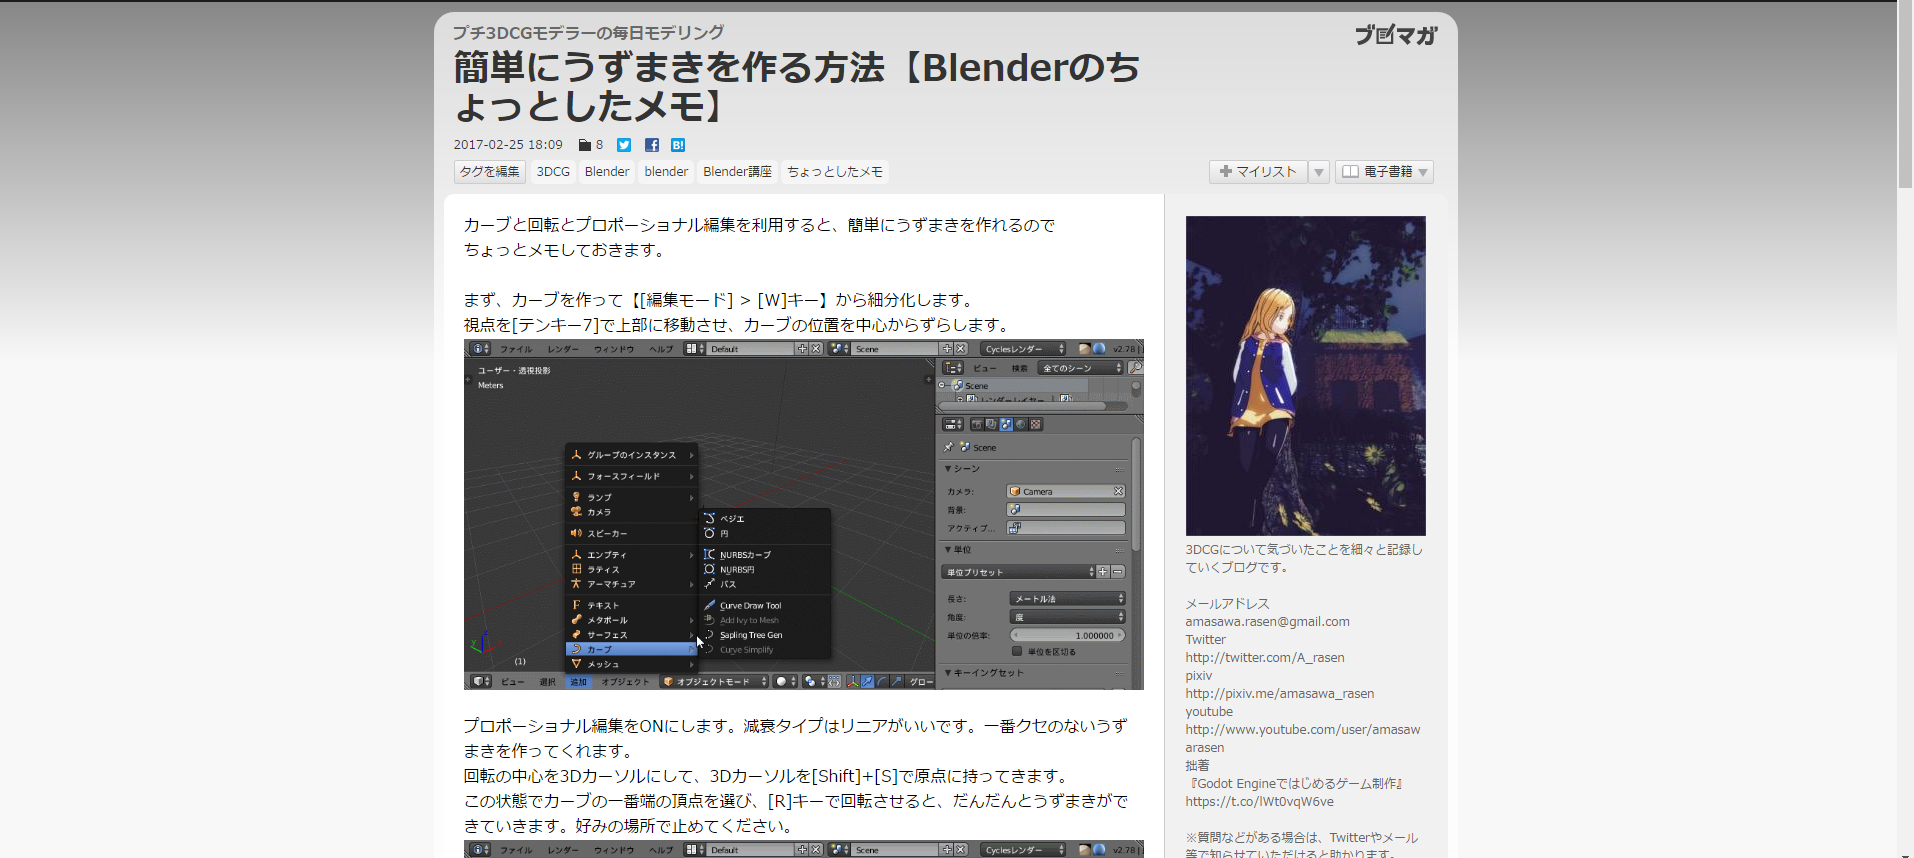 プチ3DCGモデラーの毎日モデリング
ブロマガ
簡単にうずまきを作る方法【Blenderのち
ょっとしたメモ】
2017-02-25 18:09 8 B!
タグを編集 3DCG Blender blender Blender講座 ちょっとしたメモ
マイリスト 電子書籍
カーブと回転とプロポーショナル編集を利用すると、簡単にうずまきを作れるので
ちょっとメモしておきます。
まず、カーブを作って【[編集モード] > [W]キー】から細分化します。
視点を[テンキー7]で上部に移動させ、カーブの位置を中心からずらします。
ファイル レンダー ウィンドウ ヘルプ Default Scene Cyclesレンダー v2.78
ユーザー・透視投影
Meters
ビュー 検索 全てのシーン
Scene
レンダーレイヤー
Scene
シーン
カメラ: Camera
背景:
アクティブ...
単位
単位プリセット
長さ: メートル法
角度: 度
単位の倍率: 1.000000
単位を区切る
キーイングセット
グループのインスタンス
フォースフィールド
ランプ
カメラ
スピーカー
エンプティ
ラティス
アーマチュア
テキスト
メタボール
サーフェス
カーブ
メッシュ
ベジエ
円
NURBSカーブ
NURBS円
パス
Curve Draw Tool
Add Ivy to Mesh
Sapling Tree Gen
Curve Simplify
(1)
ビュー 選択 追加 オブジェクト オブジェクトモード グロー
プロポーショナル編集をONにします。減衰タイプはリニアがいいです。一番クセのないうず
まきを作ってくれます。
回転の中心を3Dカーソルにして、3Dカーソルを[Shift]+[S]で原点に持ってきます。
この状態でカーブの一番端の頂点を選び、[R]キーで回転させると、だんだんとうずまきがで
きていきます。好みの場所で止めてください。
ファイル レンダー ウィンドウ ヘルプ Default Scene Cyclesレンダー v2.78
3DCGについて気づいたことを細々と記録し
ていくブログです。
メールアドレス
amasawa.rasen@gmail.com
Twitter
http://twitter.com/A_rasen
pixiv
http://pixiv.me/amasawa_rasen
youtube
http://www.youtube.com/user/amasaw
arasen
拙著
『Godot Engineではじめるゲーム制作』
https://t.co/lWt0vqW6ve
※質問などがある場合は、Twitterやメール
等で知らせていただけると助かります。